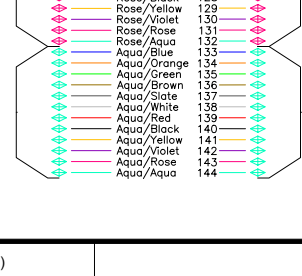 Rose/Yellow 129
Rose/Violet 130
Rose/Rose 131
Rose/Aqua 132
Aqua/Blue 133
Aqua/Orange 134
Aqua/Green 135
Aqua/Brown 136
Aqua/Slate 137
Aqua/White 138
Aqua/Red 139
Aqua/Black 140
Aqua/Yellow 141
Aqua/Violet 142
Aqua/Rose 143
Aqua/Aqua 144
)